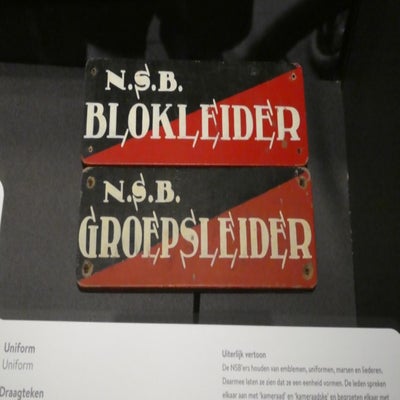 N.S.B.
BLOKLEIDER
N.S.B.
GROEPSLEIDER
Uniform
Uniform
Draagteken
Uiterlijk vertoon
De NSB'ers houden van emblemen, uniformen, marsen en liederen.
Daarmee laten ze zien dat ze een eenheid vormen. De leden spreken
elkaar aan met 'kameraad' en 'kameraadske' en begroeten elkaar met